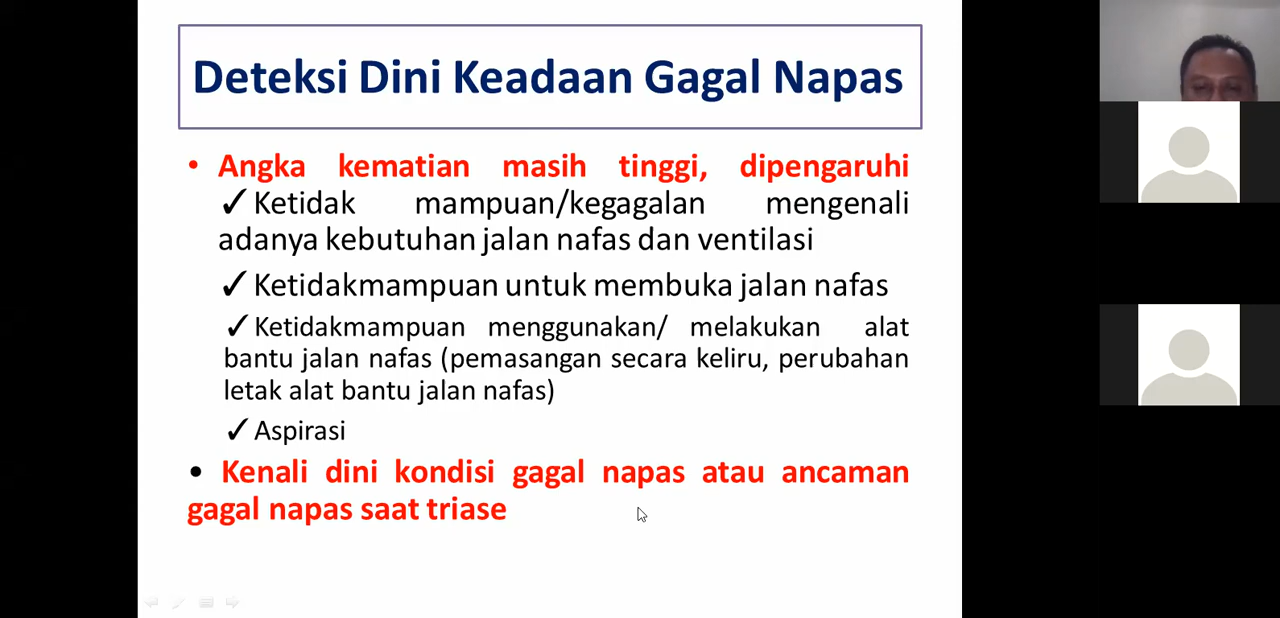 Deteksi Dini Keadaan Gagal Napas
• Angka kematian masih tinggi, dipengaruhi
✓Ketidak mampuan/kegagalan mengenali
adanya kebutuhan jalan nafas dan ventilasi
✓Ketidakmampuan untuk membuka jalan nafas
✓Ketidakmampuan menggunakan/ melakukan alat
bantu jalan nafas (pemasangan secara keliru, perubahan
letak alat bantu jalan nafas)
✓Aspirasi
• Kenali dini kondisi gagal napas atau ancaman
gagal napas saat triase